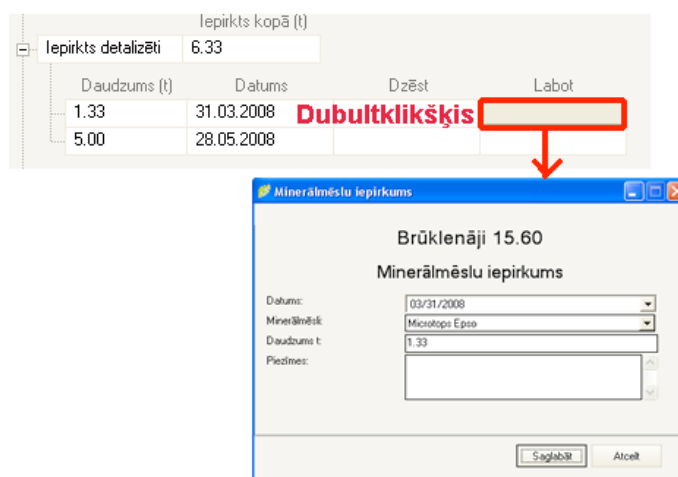 Iepirkts kopā (t)
Iepirkts detalizēti 6.33
Daudzums (t) Datums Dzēst Labot
1.33 31.03.2008 Dubultklikšķis
5.00 28.05.2008
Minerālmēslu iepirkums
Brūklenāji 15.60
Minerālmēslu iepirkums
Datums: 03/31/2008
Minerālmēsli: Microtops Epso
Daudzums t: 1.33
Piezīmes:
Saglabāt Atcelt